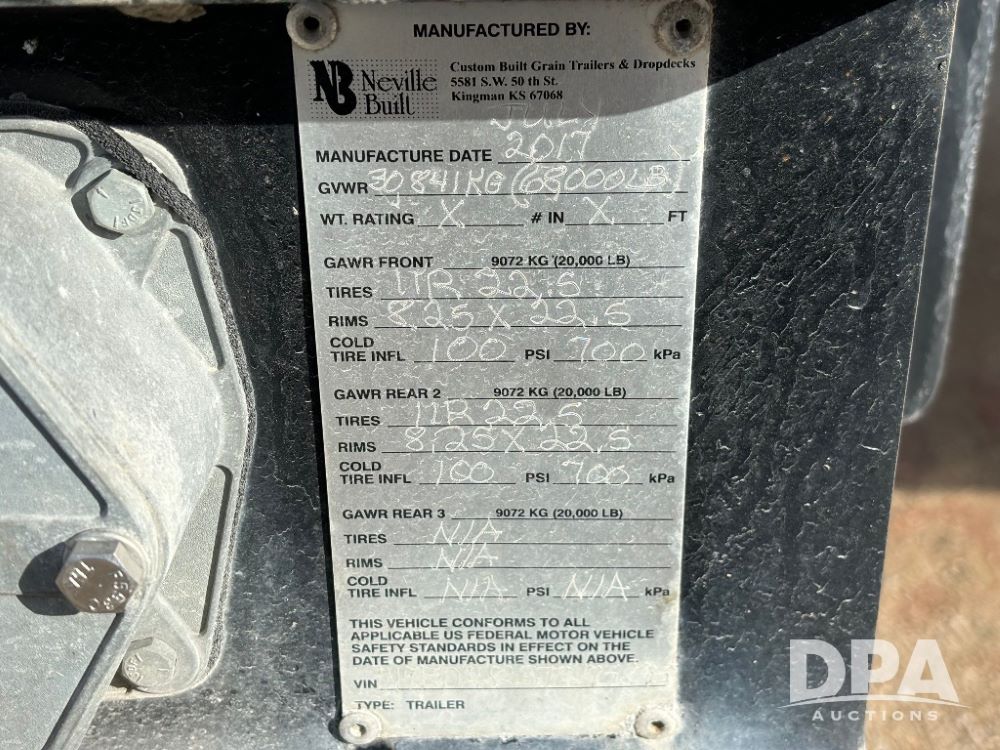 MANUFACTURED BY:
NB Neville Built
Custom Built Grain Trailers & Dropdecks
5581 S.W. 50 th St.
Kingman KS 67068
JULY
MANUFACTURE DATE 2017
GVWR 30841KG (68000LB)
WT. RATING X # IN X FT
GAWR FRONT 9072 KG (20,000 LB)
TIRES 11R 22.5
RIMS 8.25 X 22.5
COLD
TIRE INFL 100 PSI 700 kPa
GAWR REAR 2 9072 KG (20,000 LB)
TIRES 11R 22.5
RIMS 8.25 X 22.5
COLD
TIRE INFL 100 PSI 700 kPa
GAWR REAR 3 9072 KG (20,000 LB)
TIRES N/A
RIMS N/A
COLD
TIRE INFL N/A PSI N/A kPa
THIS VEHICLE CONFORMS TO ALL
APPLICABLE US FEDERAL MOTOR VEHICLE
SAFETY STANDARDS IN EFFECT ON THE
DATE OF MANUFACTURE SHOWN ABOVE.
VIN
TYPE: TRAILER
DPA
AUCTIONS